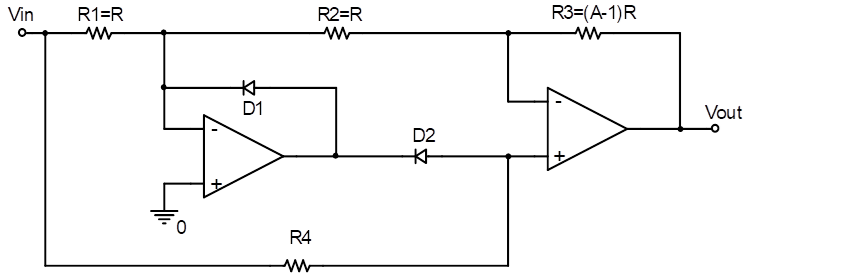 Vin
R1=R
R2=R
R3=(A-1)R
D1
-
+
0
D2
-
+
Vout
R4